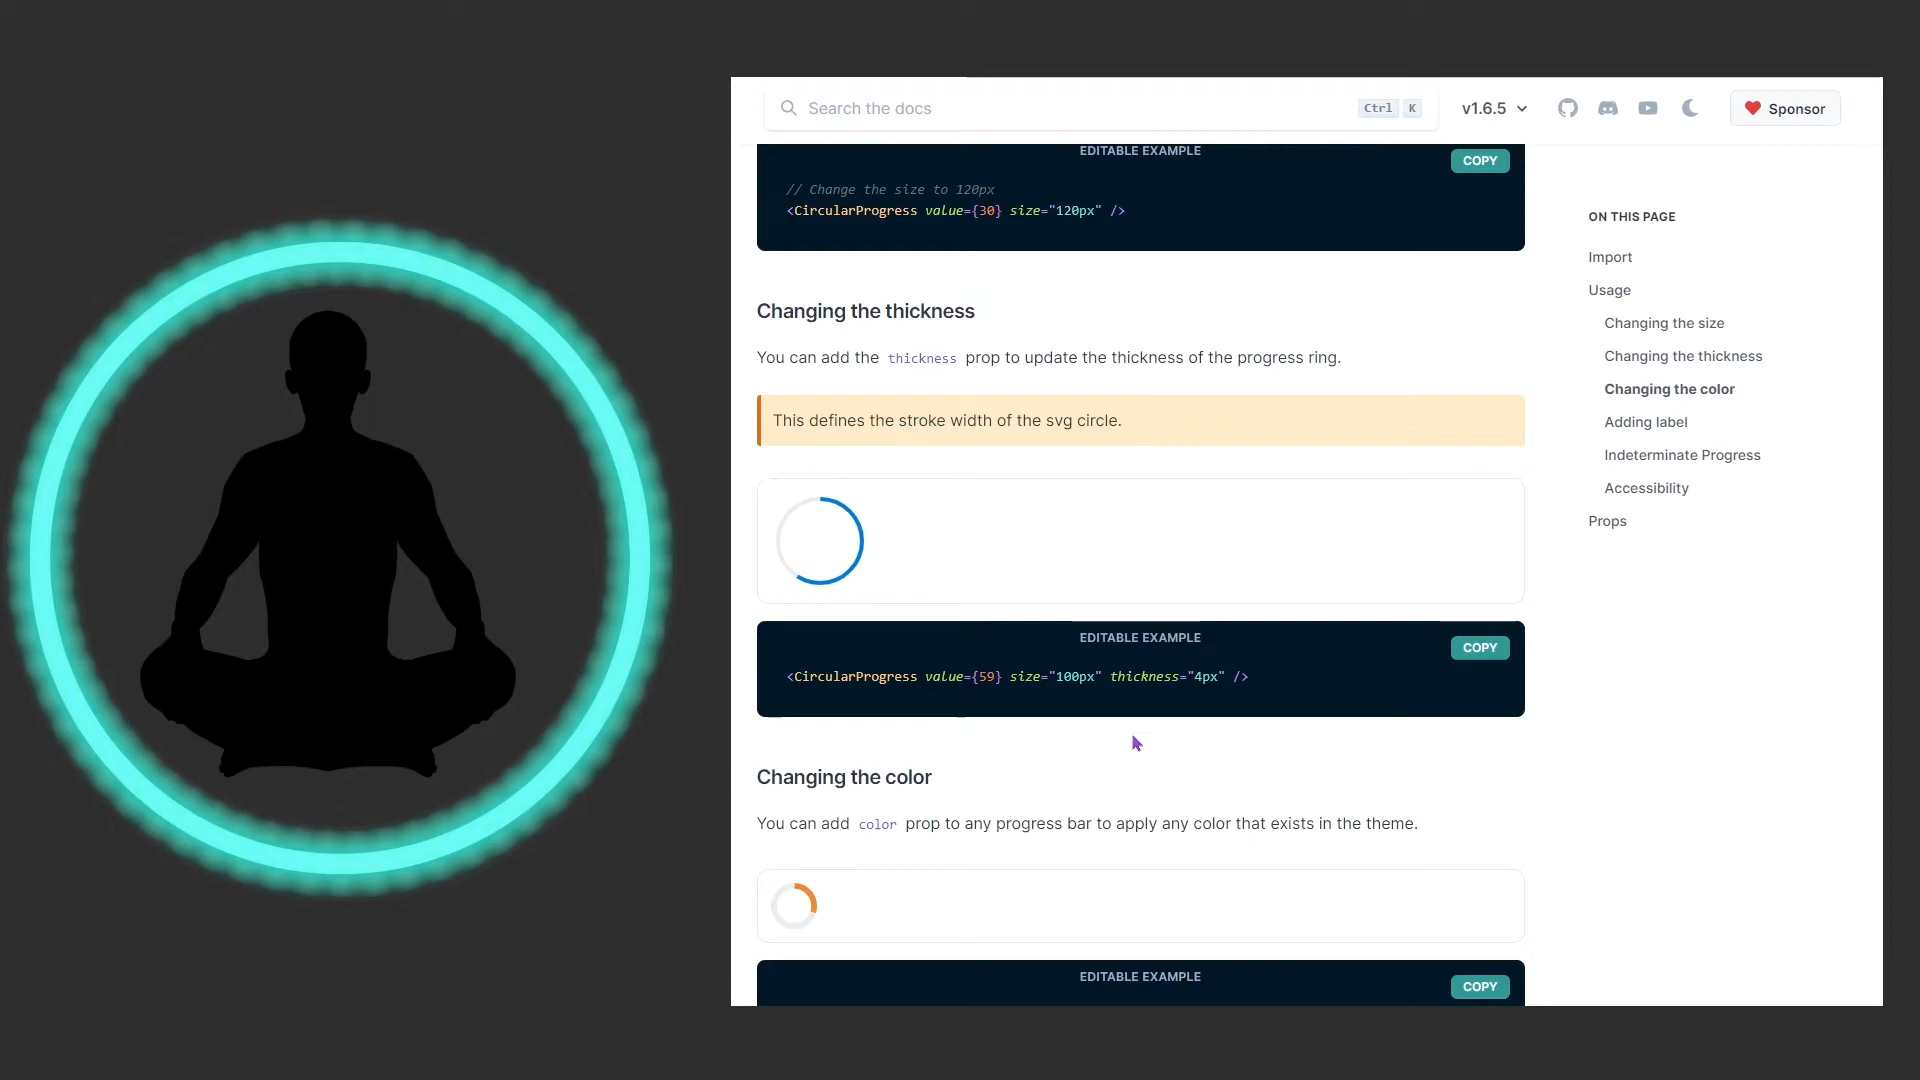 Search the docs
Ctrl K
v1.6.5
Sponsor
EDITABLE EXAMPLE
COPY
// Change the size to 120px
<CircularProgress value={30} size="120px" />
Changing the thickness
You can add the thickness prop to update the thickness of the progress ring.
This defines the stroke width of the svg circle.
EDITABLE EXAMPLE
COPY
<CircularProgress value={59} size="100px" thickness="4px" />
Changing the color
You can add color prop to any progress bar to apply any color that exists in the theme.
EDITABLE EXAMPLE
COPY
ON THIS PAGE
Import
Usage
Changing the size
Changing the thickness
Changing the color
Adding label
Indeterminate Progress
Accessibility
Props